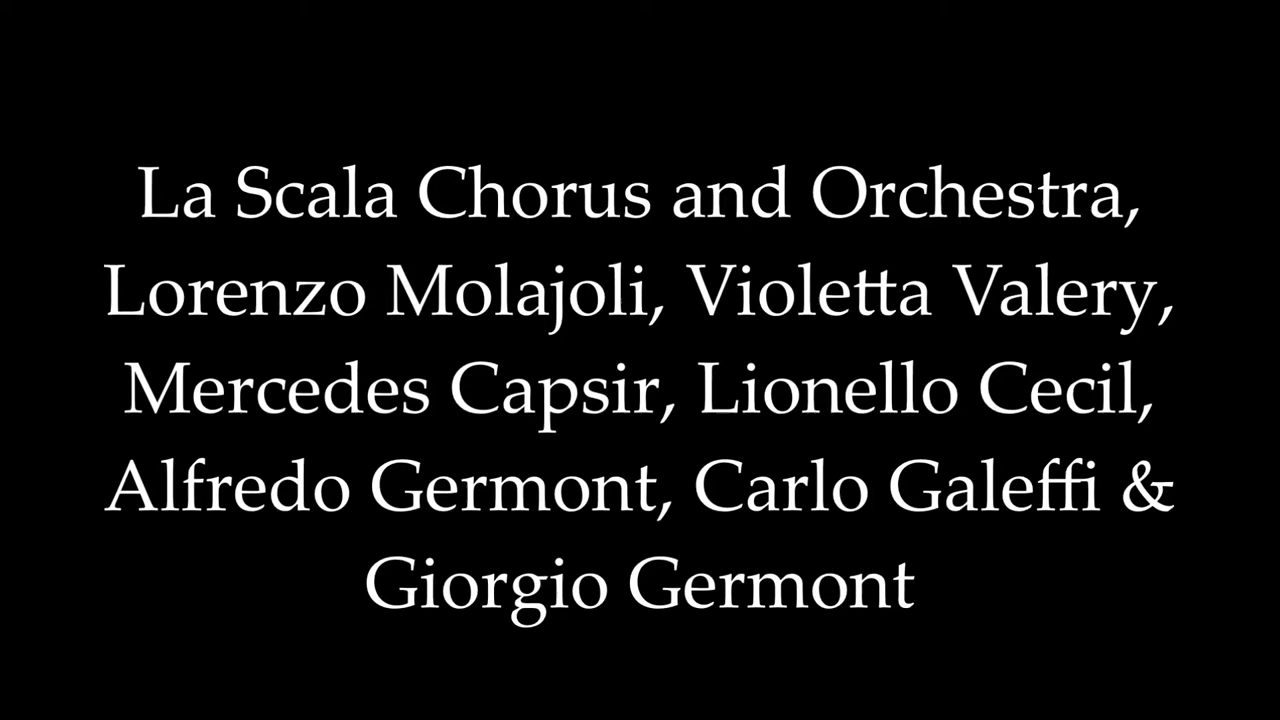 La Scala Chorus and Orchestra,
Lorenzo Molajoli, Violetta Valery,
Mercedes Capsir, Lionello Cecil,
Alfredo Germont, Carlo Galeffi &
Giorgio Germont